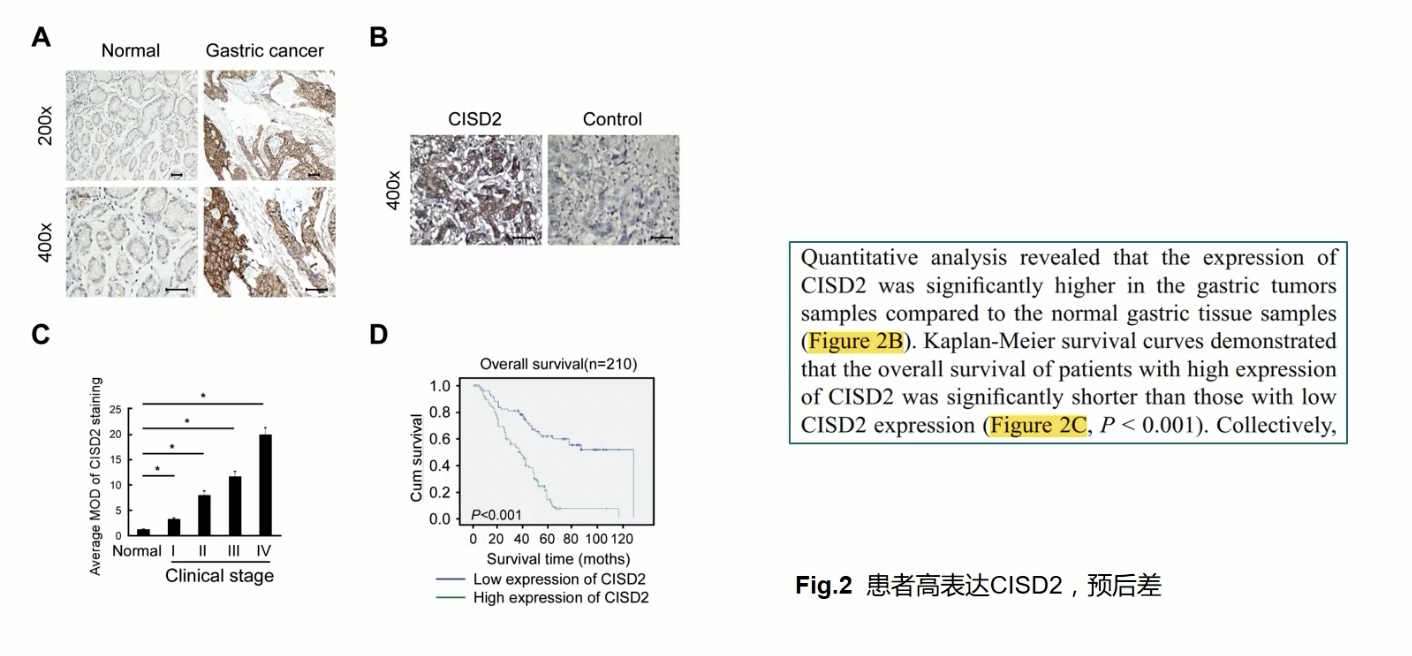 A
Normal
Gastric cancer
200x
400x
B
CISD2
Control
400x
C
Average MOD of CISD2 staining
25
20
15
10
5
0
*
*
*
*
Normal
I
II
III
IV
Clinical stage
D
Overall survival(n=210)
Cum survival
1.0
0.8
0.6
0.4
0.2
0.0
P<0.001
0 20 40 60 80 100 120
Survival time (moths)
Low expression of CISD2
High expression of CISD2
Quantitative analysis revealed that the expression of
CISD2 was significantly higher in the gastric tumors
samples compared to the normal gastric tissue samples
(Figure 2B). Kaplan-Meier survival curves demonstrated
that the overall survival of patients with high expression
of CISD2 was significantly shorter than those with low
CISD2 expression (Figure 2C, P < 0.001). Collectively,
Fig.2 患者高表达CISD2，预后差